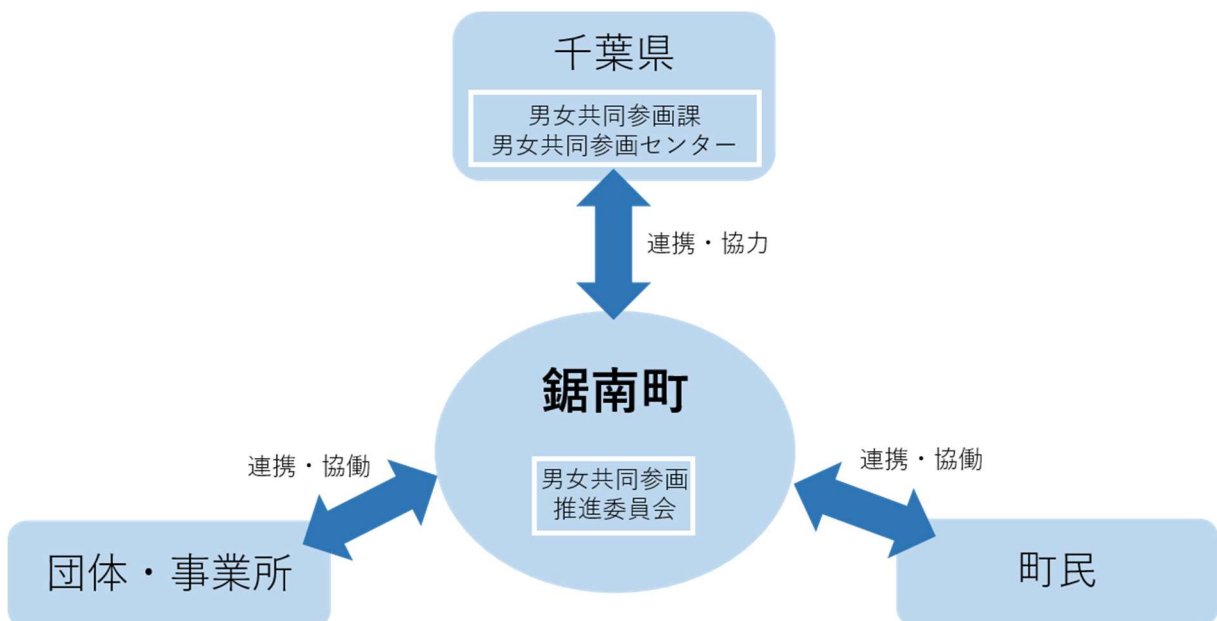 千葉県
男女共同参画課
男女共同参画センター
連携・協力
鋸南町
男女共同参画
推進委員会
連携・協働
連携・協働
団体・事業所
町民